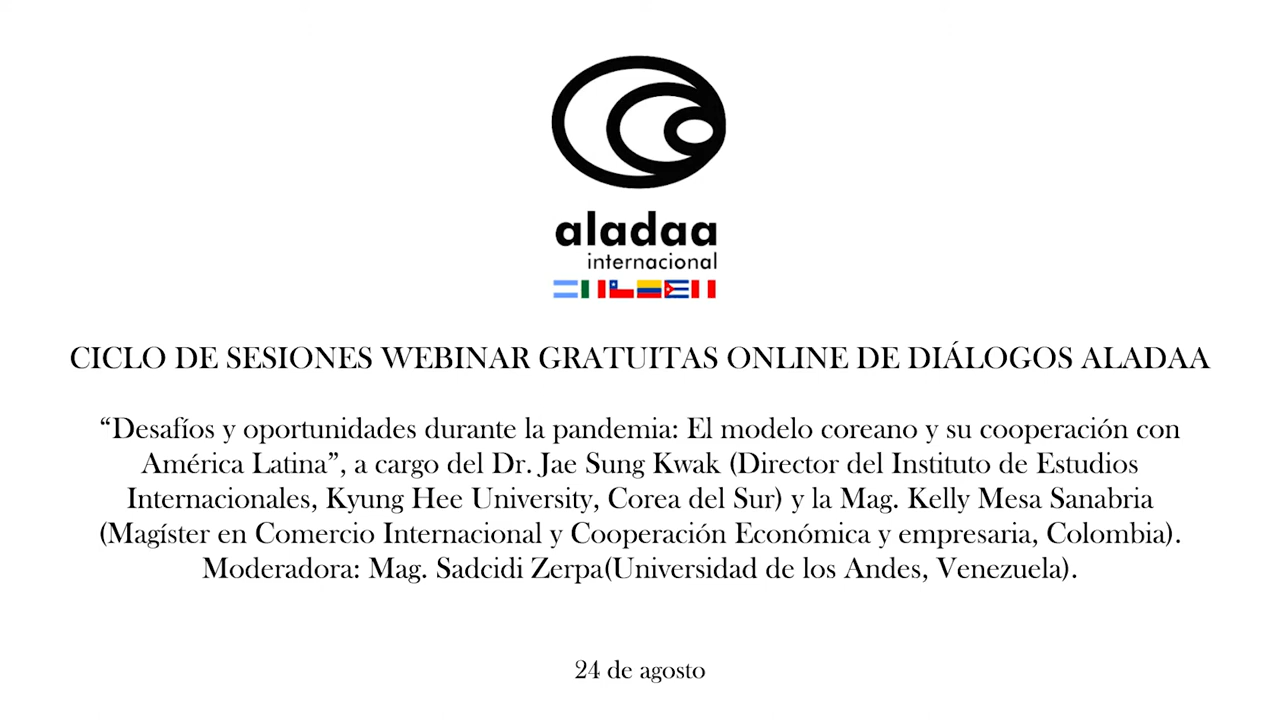 aladaa
internacional
CICLO DE SESIONES WEBINAR GRATUITAS ONLINE DE DIÁLOGOS ALADAA
“Desafíos y oportunidades durante la pandemia: El modelo coreano y su cooperación con
América Latina”, a cargo del Dr. Jae Sung Kwak (Director del Instituto de Estudios
Internacionales, Kyung Hee University, Corea del Sur) y la Mag. Kelly Mesa Sanabria
(Magíster en Comercio Internacional y Cooperación Económica y empresaria, Colombia).
Moderadora: Mag. Sadcidi Zerpa(Universidad de los Andes, Venezuela).
24 de agosto